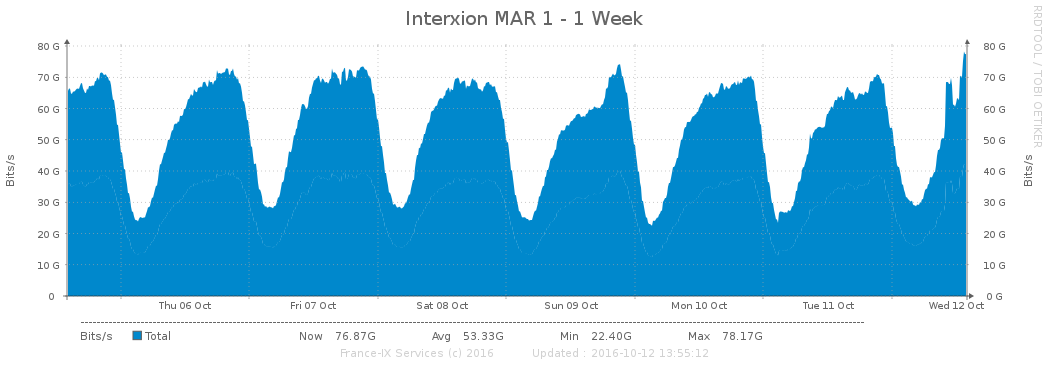 Interxion MAR 1 - 1 Week
RRDTOOL / TOBI OETIKER
80 G 80 G
70 G 70 G
60 G 60 G
50 G 50 G
40 G 40 G
30 G 30 G
20 G 20 G
10 G 10 G
0 0 G
Bits/s
Bits/s
Thu 06 Oct Fri 07 Oct Sat 08 Oct Sun 09 Oct Mon 10 Oct Tue 11 Oct Wed 12 Oct
Bits/s Total Now 76.87G Avg 53.33G Min 22.40G Max 78.17G
France-IX Services (c) 2016 Updated : 2016-10-12 13:55:12